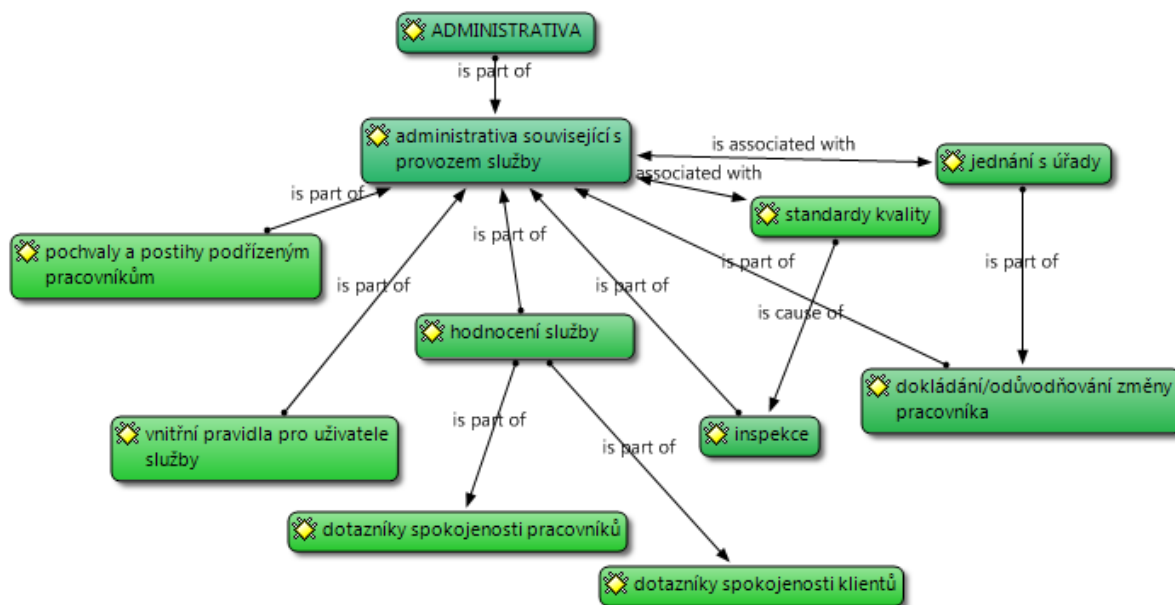 ADMINISTRATIVA
is part of
administrativa související s
provozem služby
is associated with
jednání s úřady
associated with
is part of
standardy kvality
pochvaly a postihy podřízeným
pracovníkům
is part of
is part of
is part of
is part of
is part of
is cause of
hodnocení služby
dokládání/odůvodňování změny
pracovníka
vnitřní pravidla pro uživatele
služby
is part of
is part of
inspekce
dotazníky spokojenosti pracovníků
dotazníky spokojenosti klientů